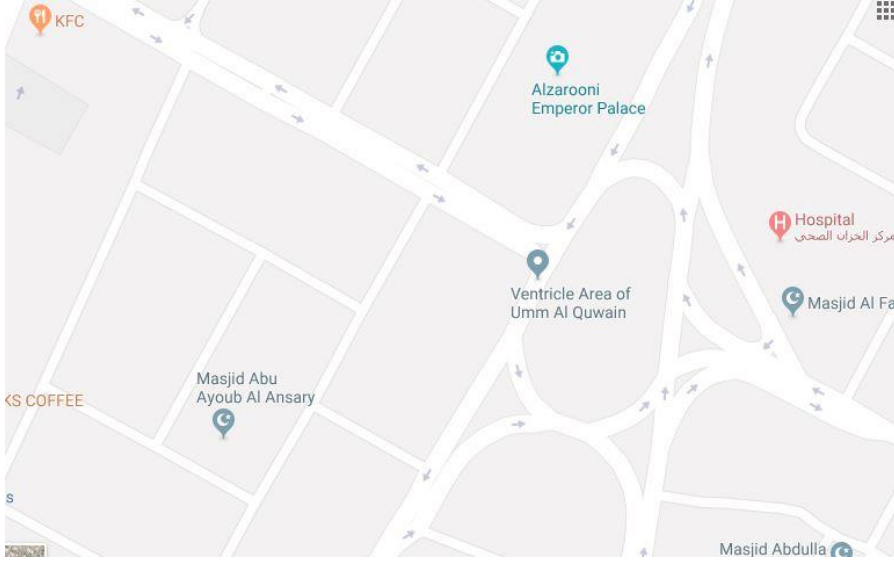 KFC
Alzarooni
Emperor Palace
Hospital
مركز الخزان الصحي
Ventricle Area of
Umm Al Quwain
Masjid Al Fa
Masjid Abu
Ayoub Al Ansary
KS COFFEE
s
Masjid Abdulla